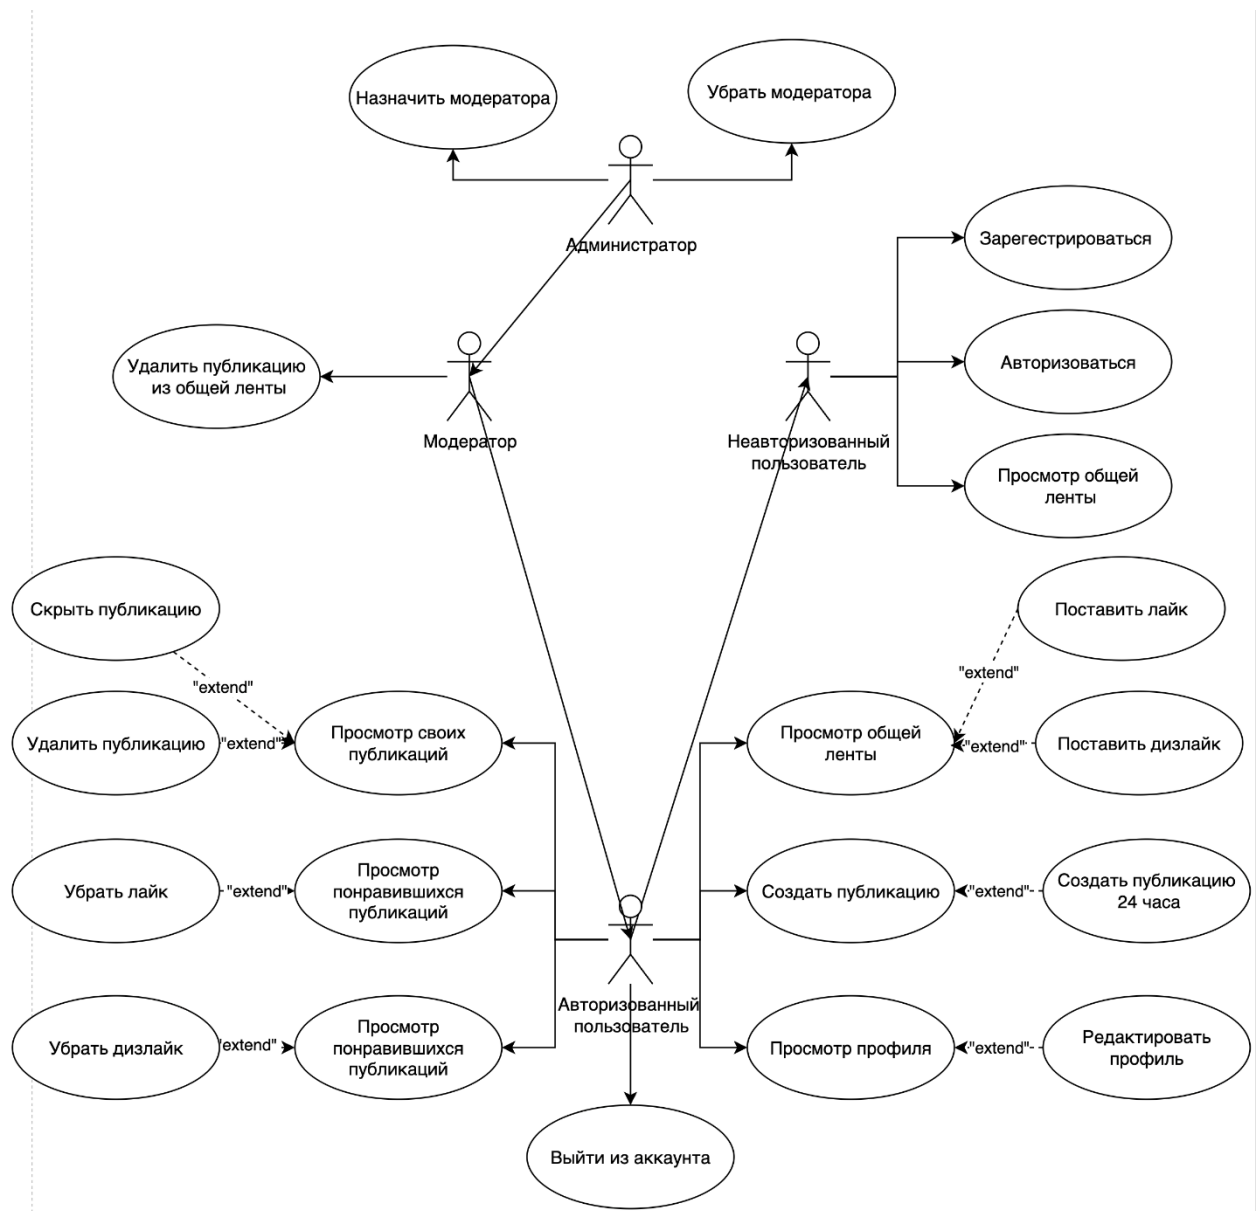 Назначить модератора
Убрать модератора
Администратор
Зарегестрироваться
Удалить публикацию
из общей ленты
Авторизоваться
Модератор
Неавторизованный
пользователь
Просмотр общей
ленты
Скрыть публикацию
Поставить лайк
"extend"
"extend"
Удалить публикацию
"extend"
Просмотр своих
публикаций
Просмотр общей
ленты
"extend"
Поставить дизлайк
Убрать лайк
"extend"
Просмотр
понравившихся
публикаций
Создать публикацию
"extend"
Создать публикацию
24 часа
Авторизованный
пользователь
Убрать дизлайк
"extend"
Просмотр
понравившихся
публикаций
Просмотр профиля
"extend"
Редактировать
профиль
Выйти из аккаунта